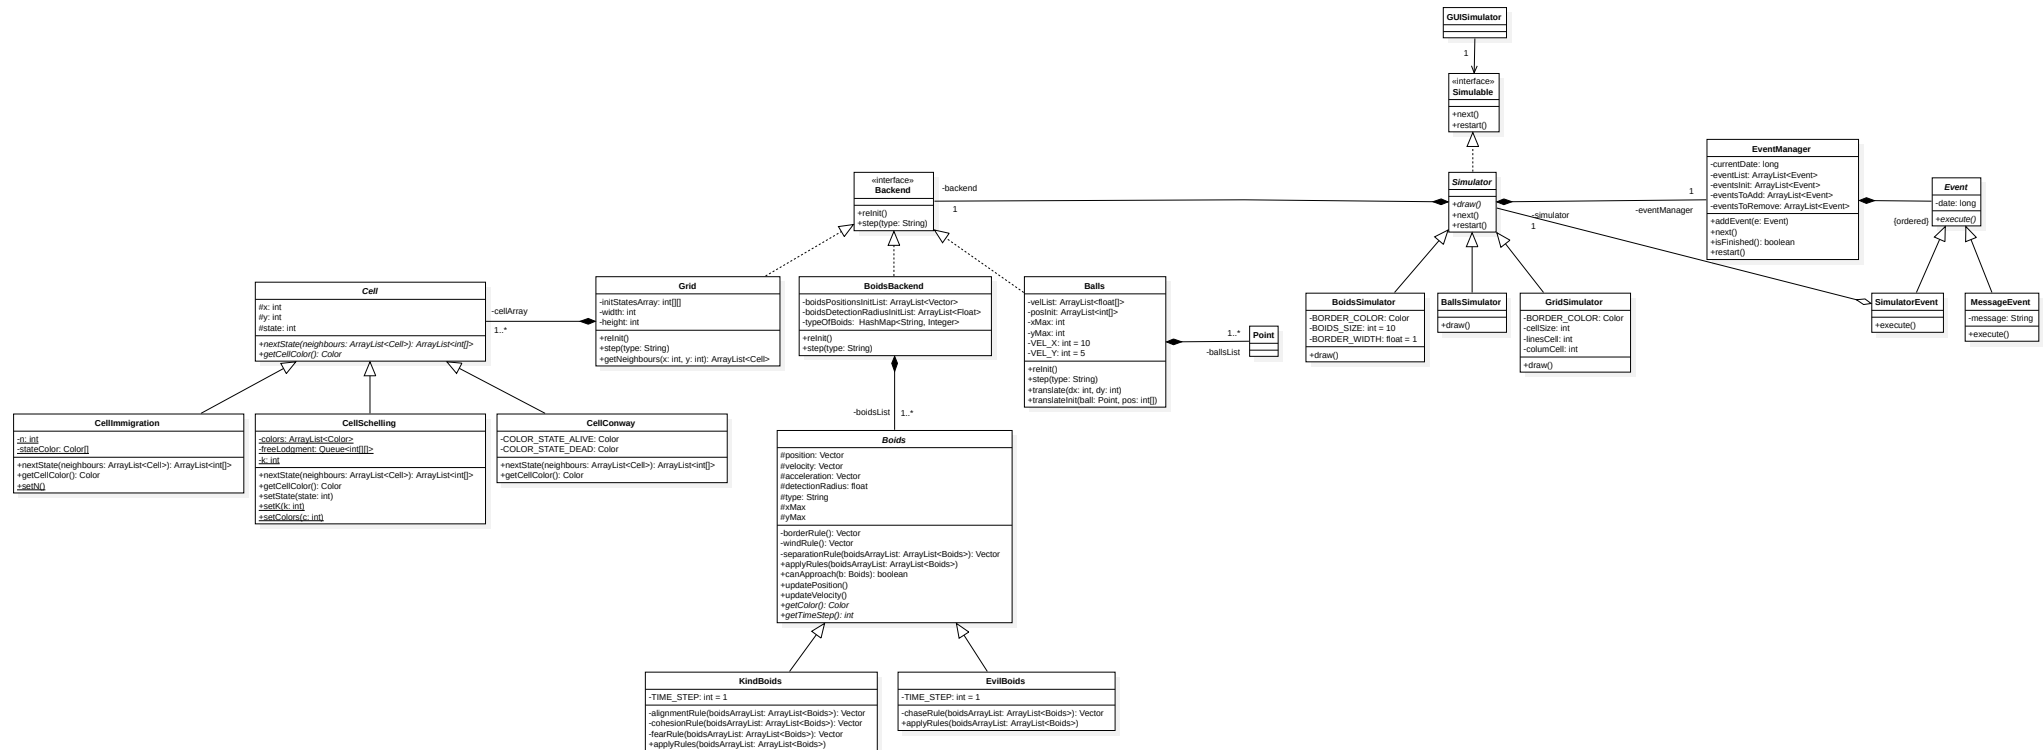 GUISimulator
1
«interface»
Simulable
+next()
+restart()
EventManager
-currentDate: long
-eventList: ArrayList<Event>
-eventsInit: ArrayList<Event>
-eventsToAdd: ArrayList<Event>
-eventsToRemove: ArrayList<Event>
+addEvent(e: Event)
+next()
+isFinished(): boolean
+restart()
«interface»
Backend
+reInit()
+step(type: String)
-backend
1
Simulator
+draw()
+next()
+restart()
1
-eventManager
-simulator
1
Event
-date: long
+execute()
{ordered}
Cell
#x: int
#y: int
#state: int
+nextState(neighbours: ArrayList<Cell>): ArrayList<int[]>
+getCellColor(): Color
-cellArray
1..*
Grid
-initStatesArray: int[][]
-width: int
-height: int
+reInit()
+step(type: String)
+getNeighbours(x: int, y: int): ArrayList<Cell>
BoidsBackend
-boidsPositionsInitList: ArrayList<Vector>
-boidsDetectionRadiusInitList: ArrayList<Float>
-typeOfBoids: HashMap<String, Integer>
+reInit()
+step(type: String)
Balls
-velList: ArrayList<float[]>
-posInit: ArrayList<int[]>
-xMax: int
-yMax: int
-VEL_X: int = 10
-VEL_Y: int = 5
+reInit()
+step(type: String)
+translate(dx: int, dy: int)
+translateInit(ball: Point, pos: int[])
1..*
-ballsList
Point
BoidsSimulator
-BORDER_COLOR: Color
-BOIDS_SIZE: int = 10
-BORDER_WIDTH: float = 1
+draw()
BallsSimulator
+draw()
GridSimulator
-BORDER_COLOR: Color
-cellSize: int
-linesCell: int
-columCell: int
+draw()
SimulatorEvent
+execute()
MessageEvent
-message: String
+execute()
CellImmigration
-n: int
-stateColor: Color[]
+nextState(neighbours: ArrayList<Cell>): ArrayList<int[]>
+getCellColor(): Color
+setN()
CellSchelling
-colors: ArrayList<Color>
-freeLodgment: Queue<int[][]>
-k: int
+nextState(neighbours: ArrayList<Cell>): ArrayList<int[]>
+getCellColor(): Color
+setState(state: int)
+setK(k: int)
+setColors(c: int)
CellConway
-COLOR_STATE_ALIVE: Color
-COLOR_STATE_DEAD: Color
+nextState(neighbours: ArrayList<Cell>): ArrayList<int[]>
+getCellColor(): Color
-boidsList
1..*
Boids
#position: Vector
#velocity: Vector
#acceleration: Vector
#detectionRadius: float
#type: String
#xMax
#yMax
-borderRule(): Vector
-windRule(): Vector
-separationRule(boidsArrayList: ArrayList<Boids>): Vector
+applyRules(boidsArrayList: ArrayList<Boids>)
+canApproach(b: Boids): boolean
+updatePosition()
+updateVelocity()
+getColor(): Color
+getTimeStep(): int
KindBoids
-TIME_STEP: int = 1
-alignmentRule(boidsArrayList: ArrayList<Boids>): Vector
-cohesionRule(boidsArrayList: ArrayList<Boids>): Vector
-fearRule(boidsArrayList: ArrayList<Boids>): Vector
+applyRules(boidsArrayList: ArrayList<Boids>)
EvilBoids
-TIME_STEP: int = 1
-chaseRule(boidsArrayList: ArrayList<Boids>): Vector
+applyRules(boidsArrayList: ArrayList<Boids>)